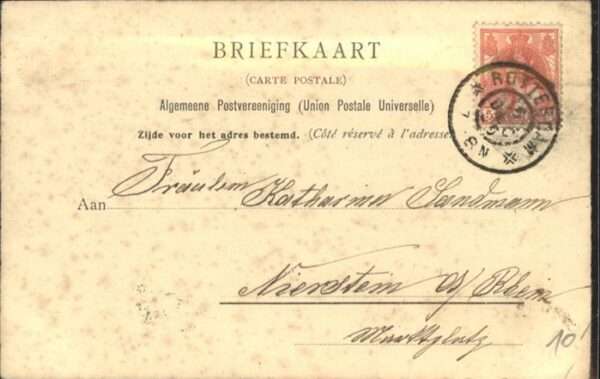 BRIEFKAART
(CARTE POSTALE)
Algemeene Postvereeniging (Union Postale Universelle)
Zijde voor het adres bestemd. (Côté réservé à l'adresse
Aan Fräulein Katharina Sandmann
Nierstein a/ Rhein
Marktplatz
10